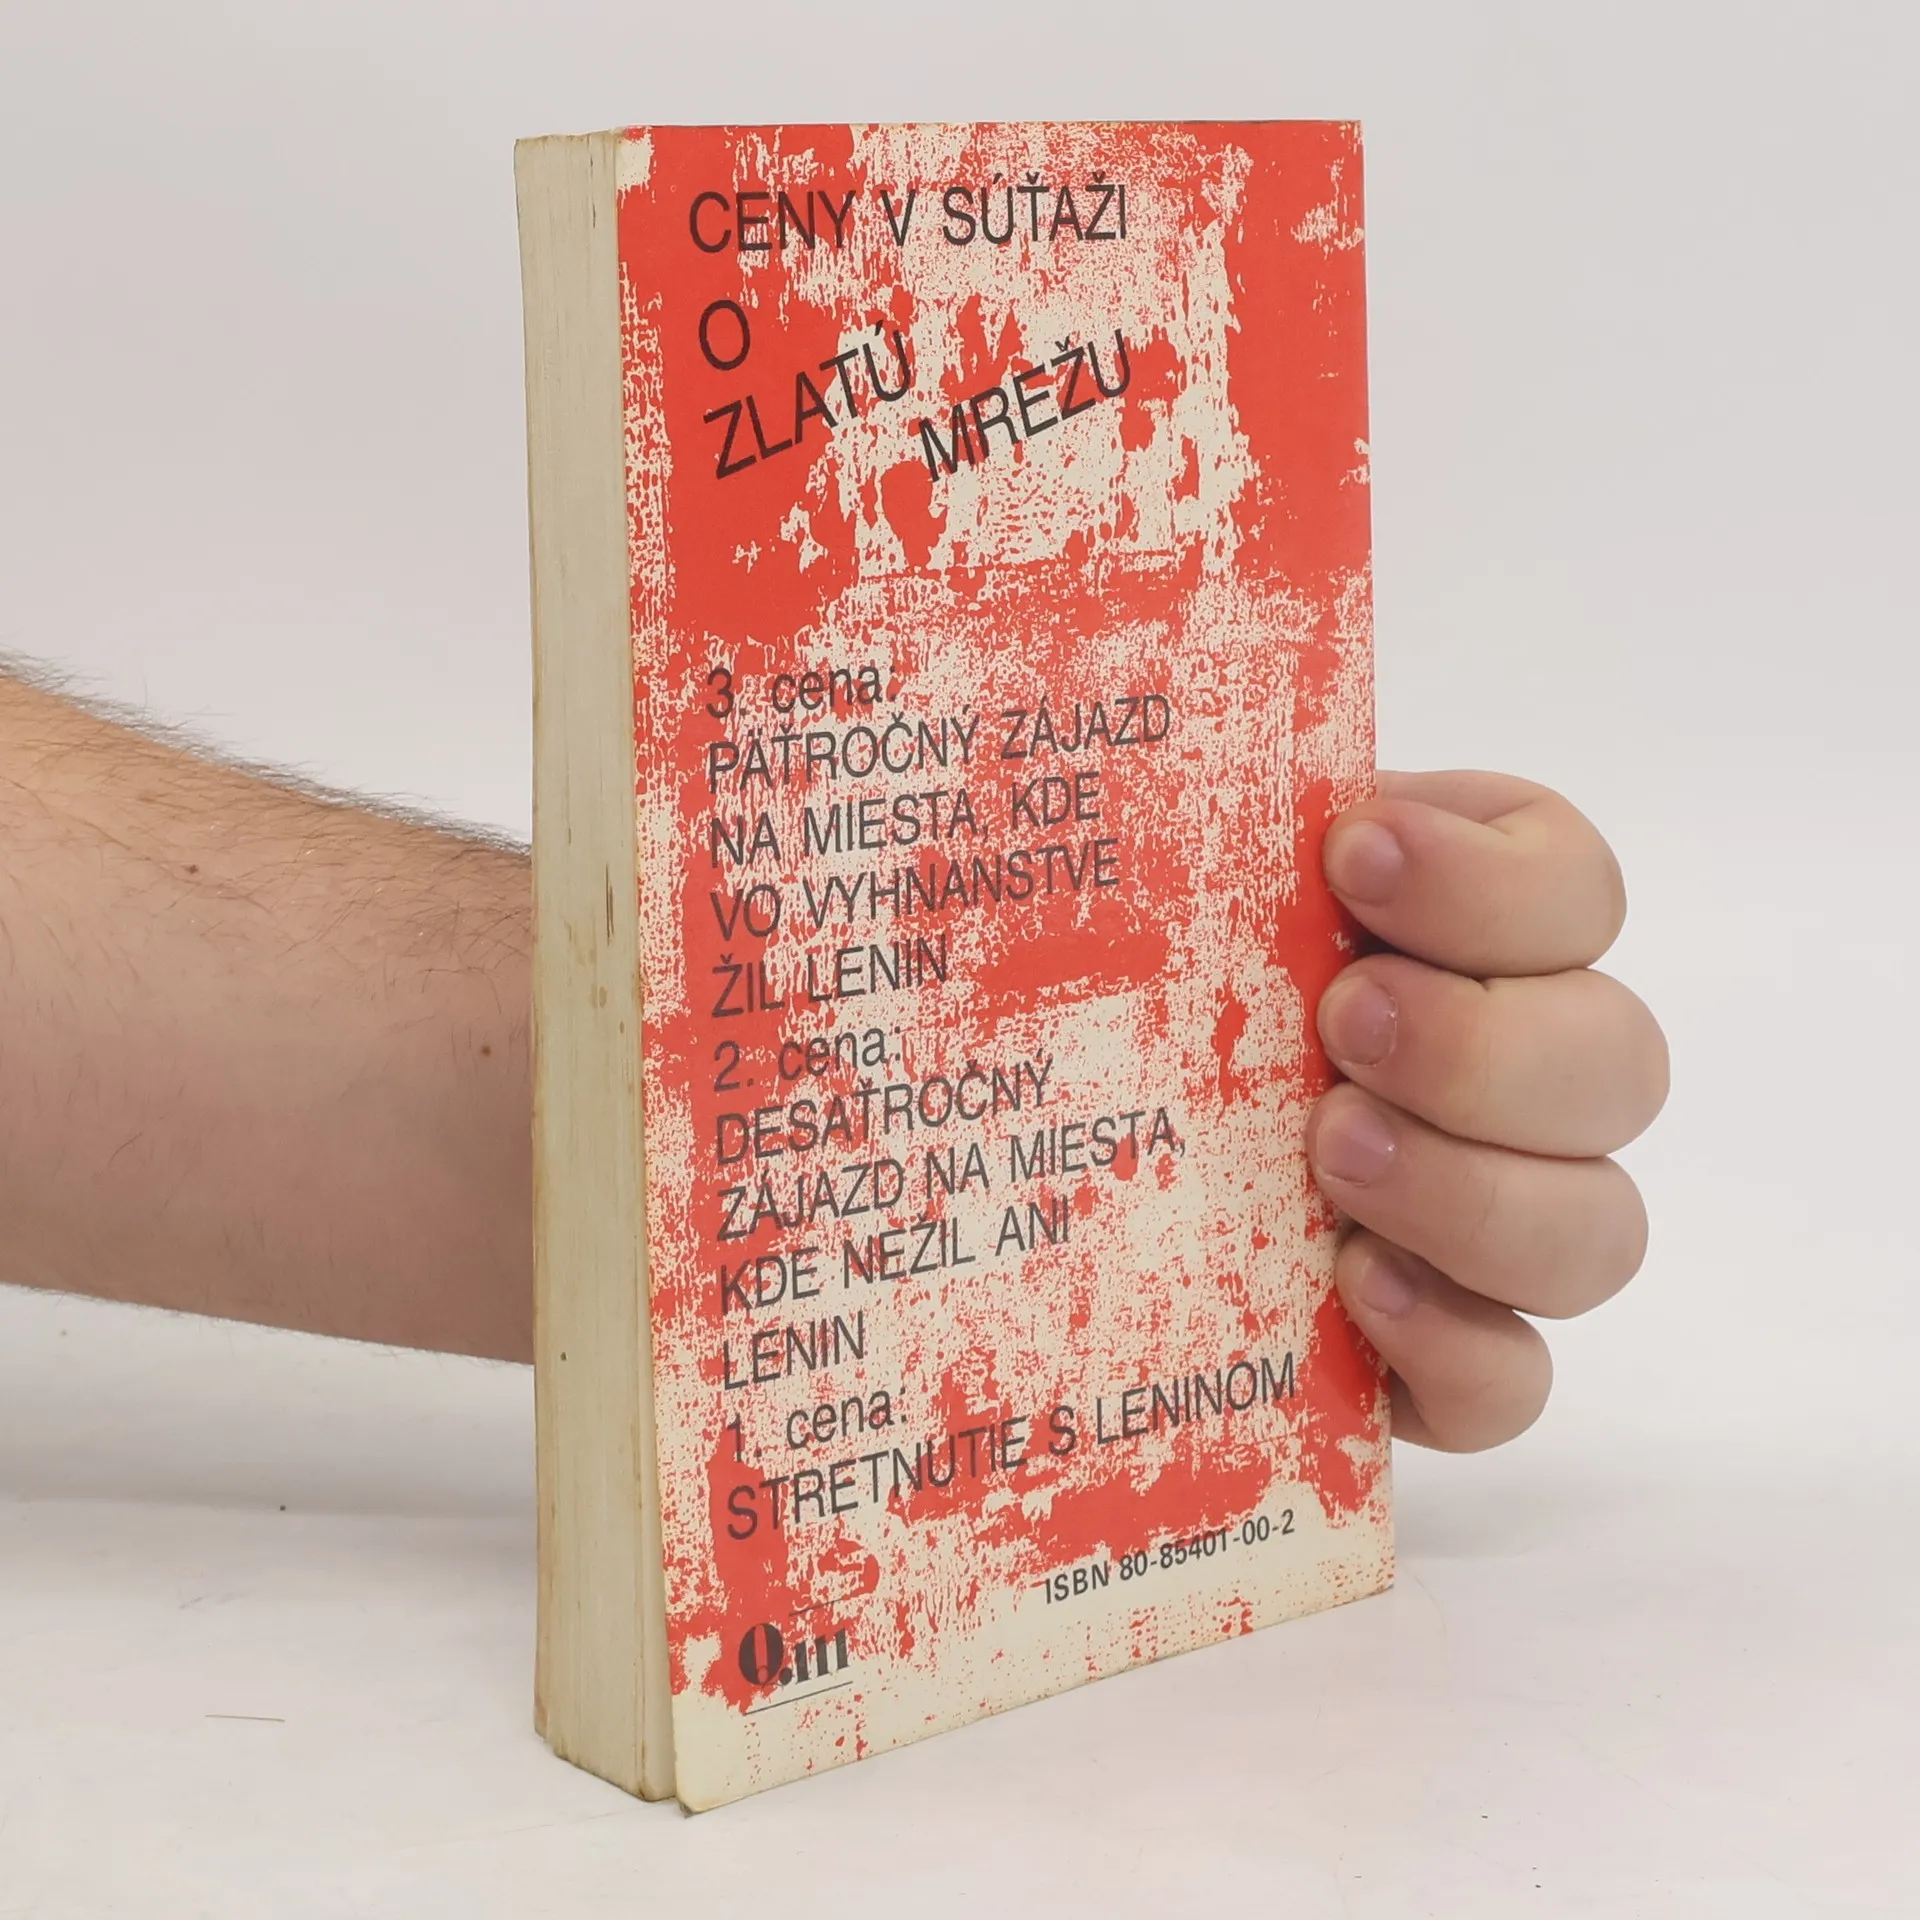 CENY V SÚŤAŽI
O
ZLATÚ
MREŽU
3. cena:
PÄŤROČNÝ ZÁJAZD
NA MIESTA, KDE
VO VYHNANSTVE
ŽIL LENIN
2. cena:
DESAŤROČNÝ
ZÁJAZD NA MIESTA,
KDE NEŽIL ANI
LENIN
1. cena:
STRETNUTIE S LENINOM
ISBN 80-85401-00-2
Q.m